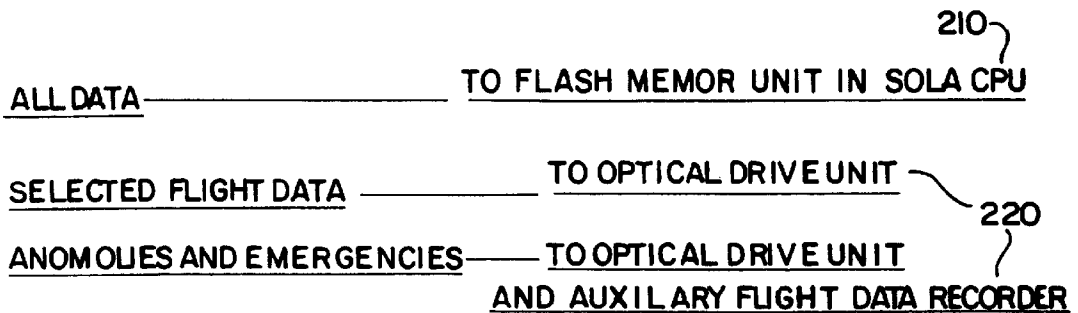 210
ALL DATA TO FLASH MEMOR UNIT IN SOLA CPU
SELECTED FLIGHT DATA TO OPTICAL DRIVE UNIT
220
ANOMOLIES AND EMERGENCIES TO OPTICAL DRIVE UNIT
AND AUXILARY FLIGHT DATA RECORDER